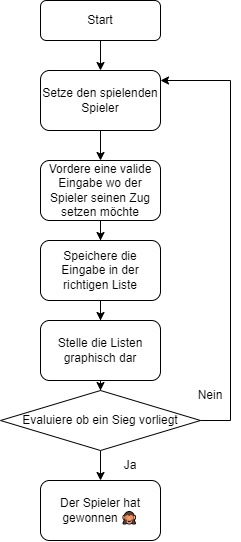 Start
Setze den spielenden
Spieler
Vordere eine valide
Eingabe wo der
Spieler seinen Zug
setzen möchte
Speichere die
Eingabe in der
richtigen Liste
Stelle die Listen
graphisch dar
Nein
Evaluiere ob ein Sieg vorliegt
Ja
Der Spieler hat
gewonnen 🙈